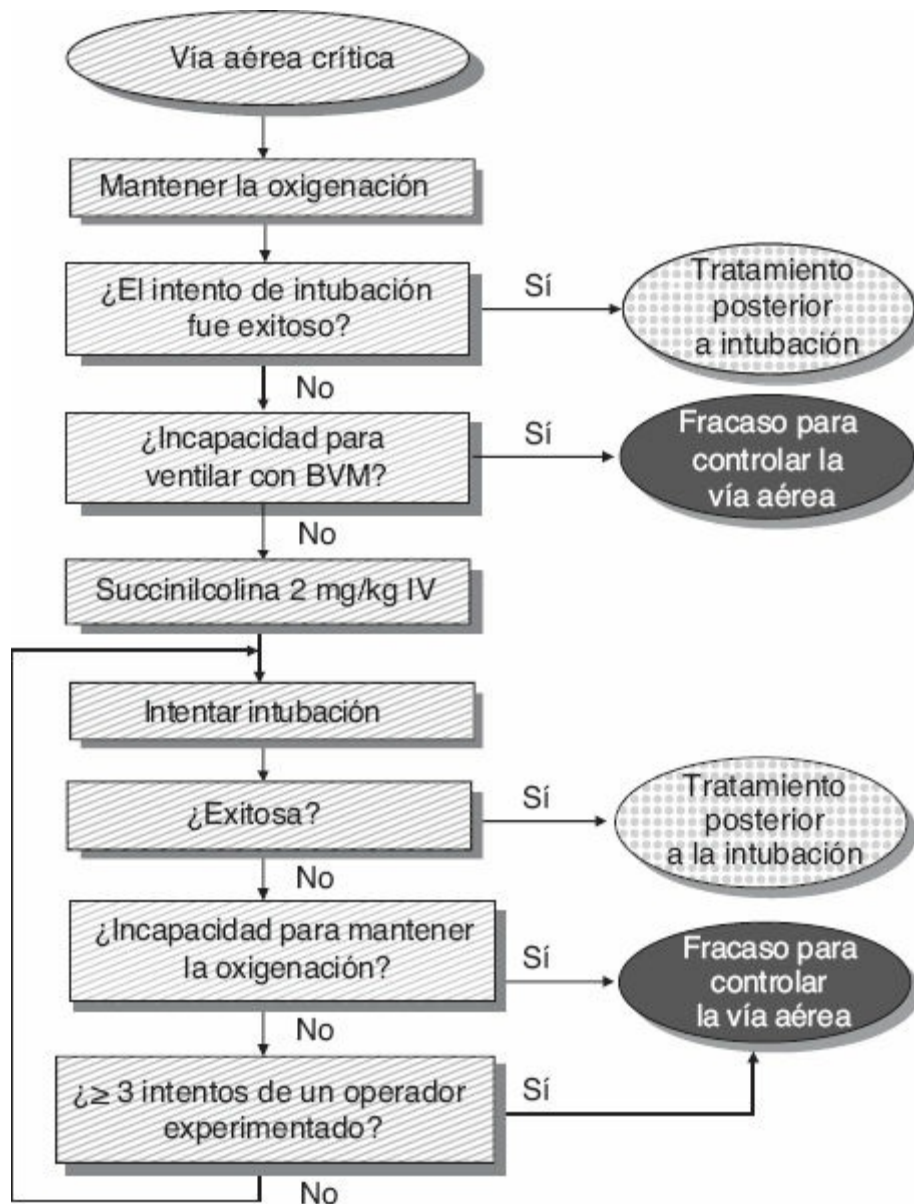 Vía aérea crítica
Mantener la oxigenación
¿El intento de intubación
fue exitoso?
Sí
Tratamiento
posterior
a intubación
No
¿Incapacidad para
ventilar con BVM?
Sí
Fracaso para
controlar la
vía aérea
No
Succinilcolina 2 mg/kg IV
Intentar intubación
¿Exitosa?
Sí
Tratamiento
posterior
a la intubación
No
¿Incapacidad para mantener
la oxigenación?
Sí
Fracaso para
controlar
la vía aérea
No
¿≥ 3 intentos de un operador
experimentado?
Sí
No